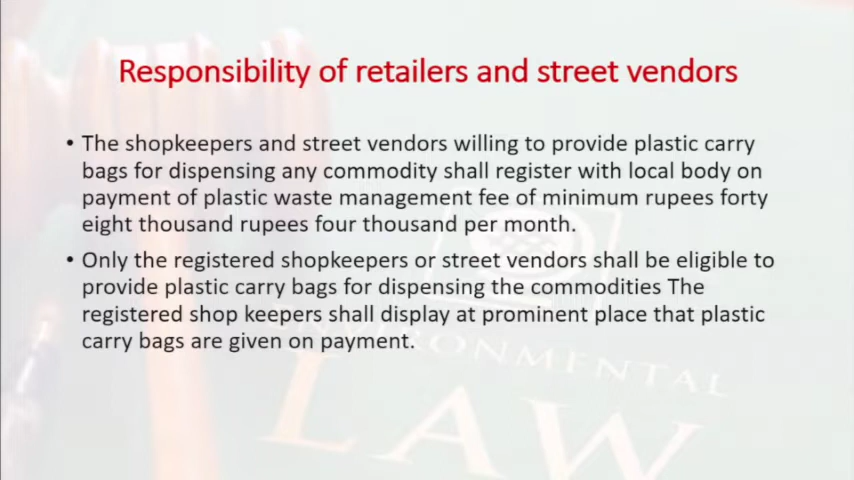 Responsibility of retailers and street vendors
• The shopkeepers and street vendors willing to provide plastic carry
bags for dispensing any commodity shall register with local body on
payment of plastic waste management fee of minimum rupees forty
eight thousand rupees four thousand per month.
• Only the registered shopkeepers or street vendors shall be eligible to
provide plastic carry bags for dispensing the commodities The
registered shop keepers shall display at prominent place that plastic
carry bags are given on payment.
ENVIRONMENTAL
LAW